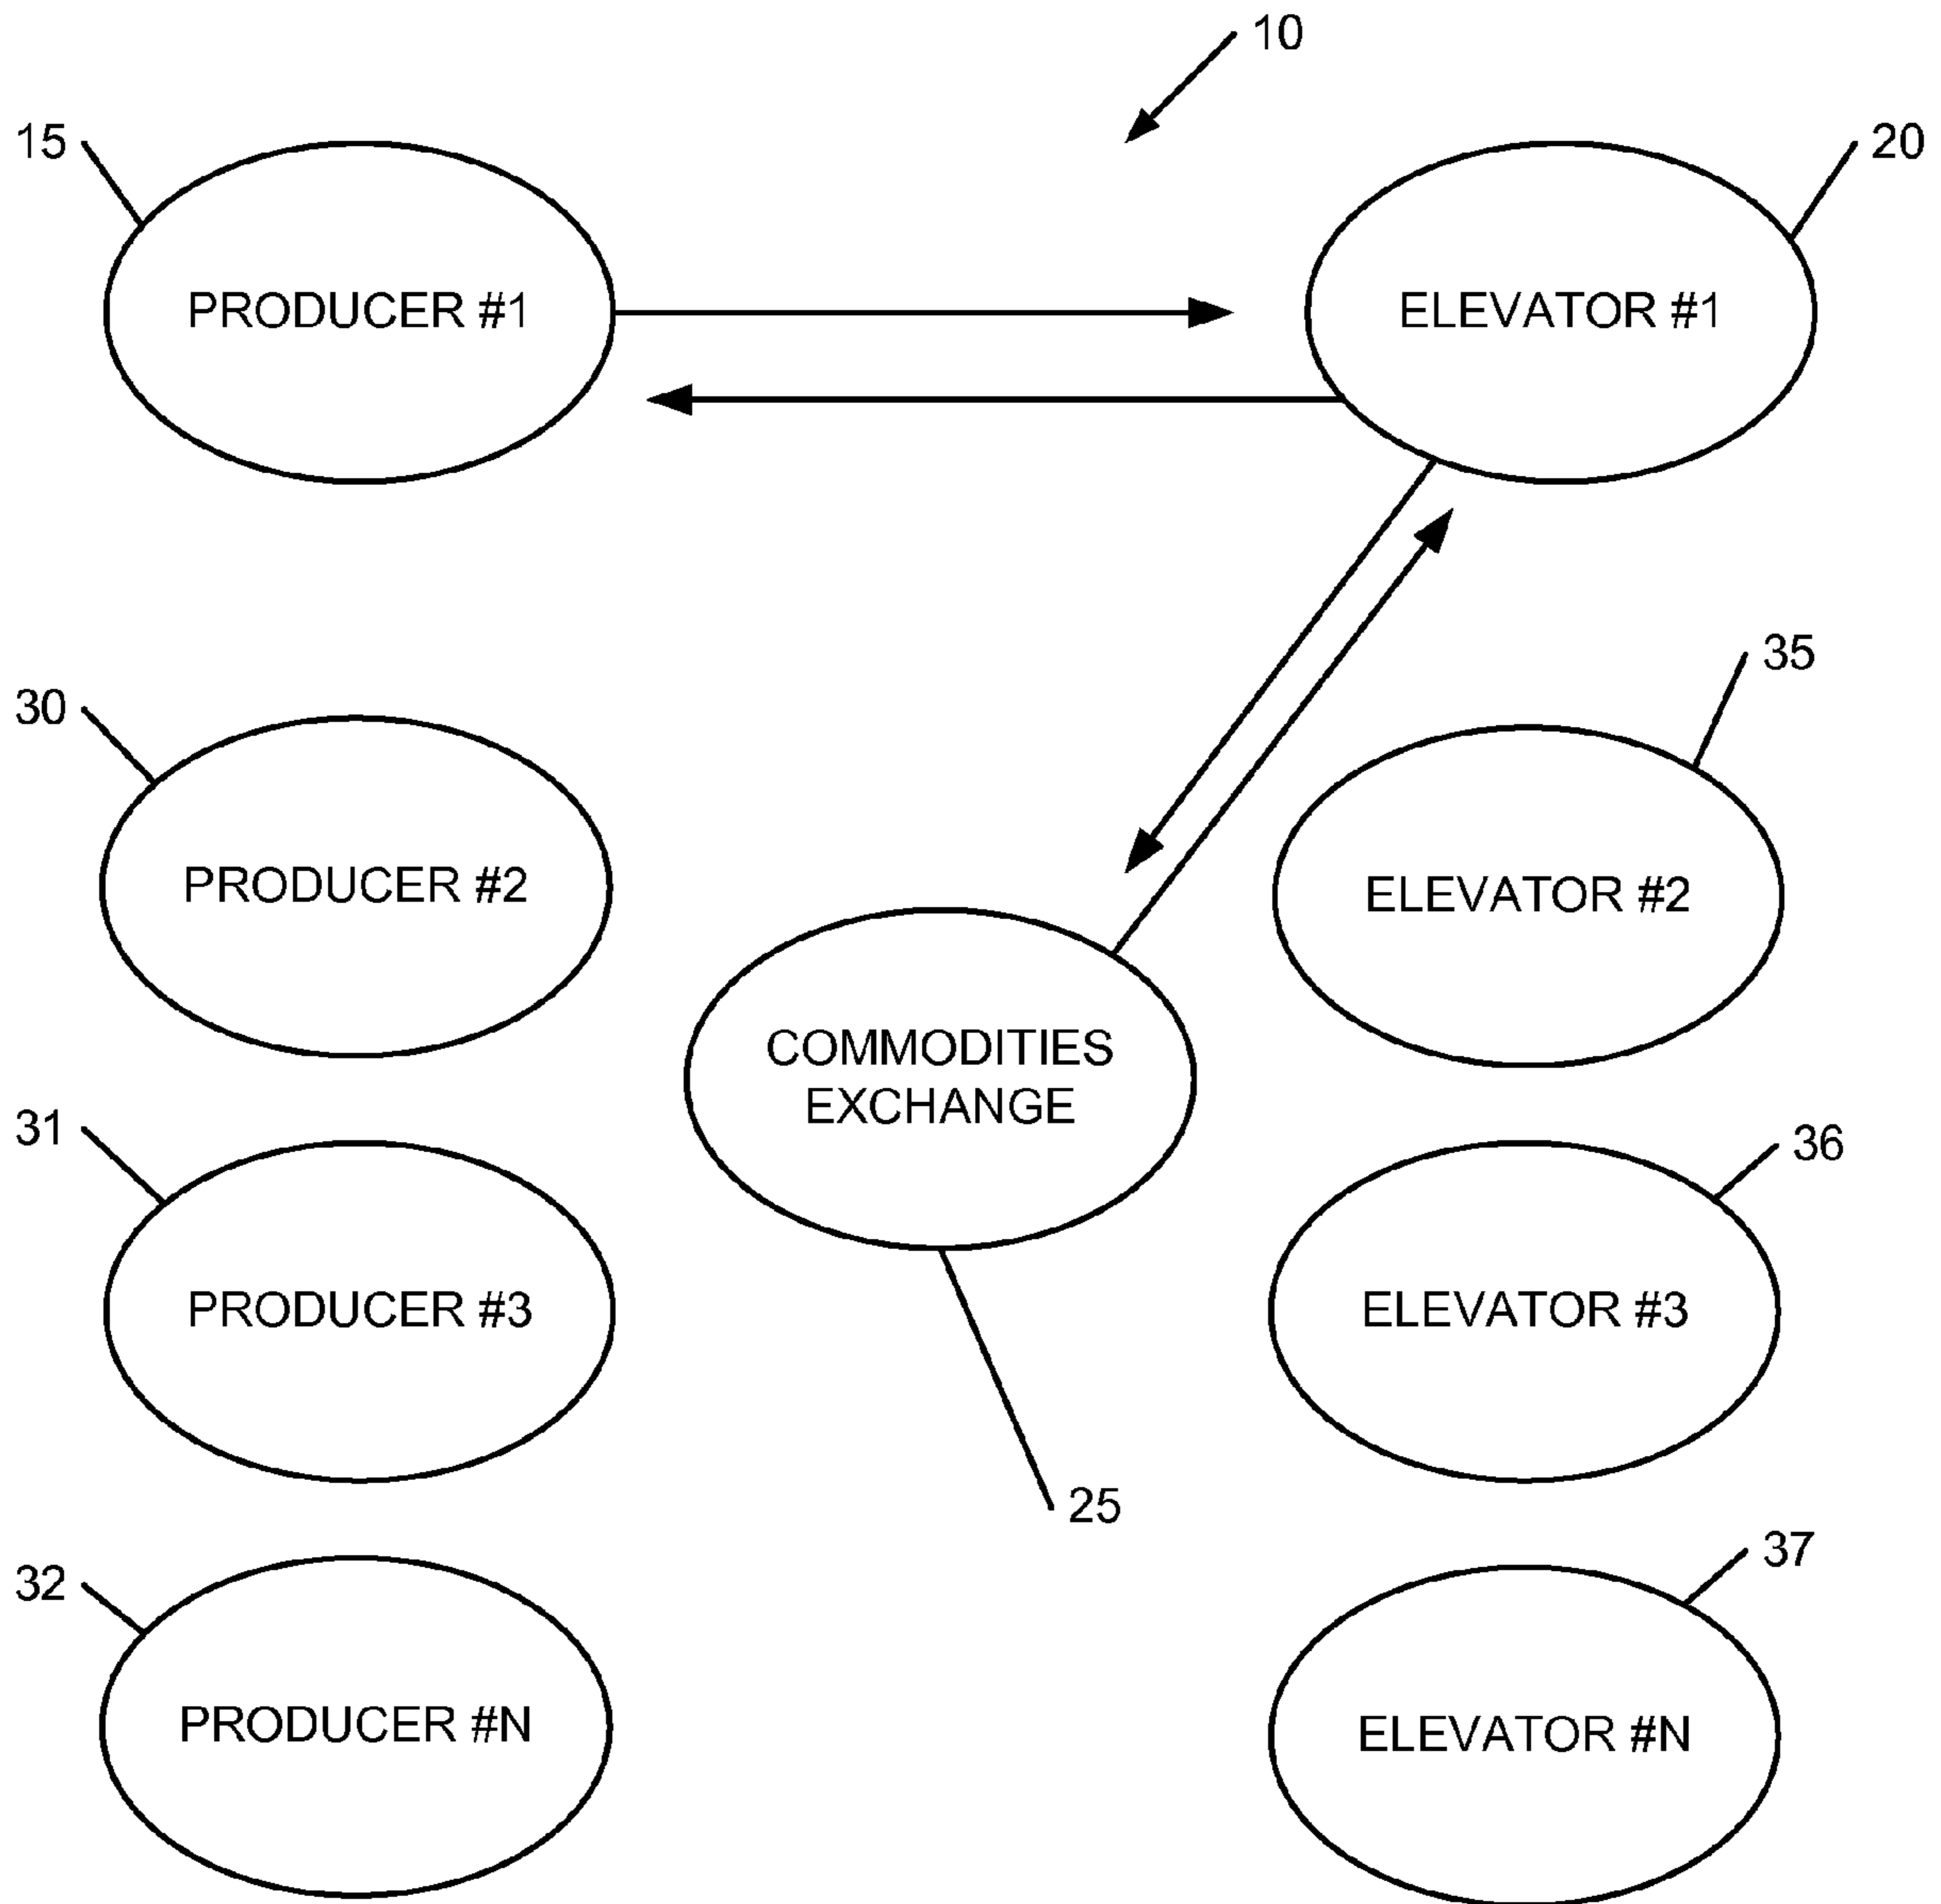 10
15
20
PRODUCER #1
ELEVATOR #1
35
30
PRODUCER #2
ELEVATOR #2
COMMODITIES
EXCHANGE
31
36
PRODUCER #3
ELEVATOR #3
25
37
32
PRODUCER #N
ELEVATOR #N